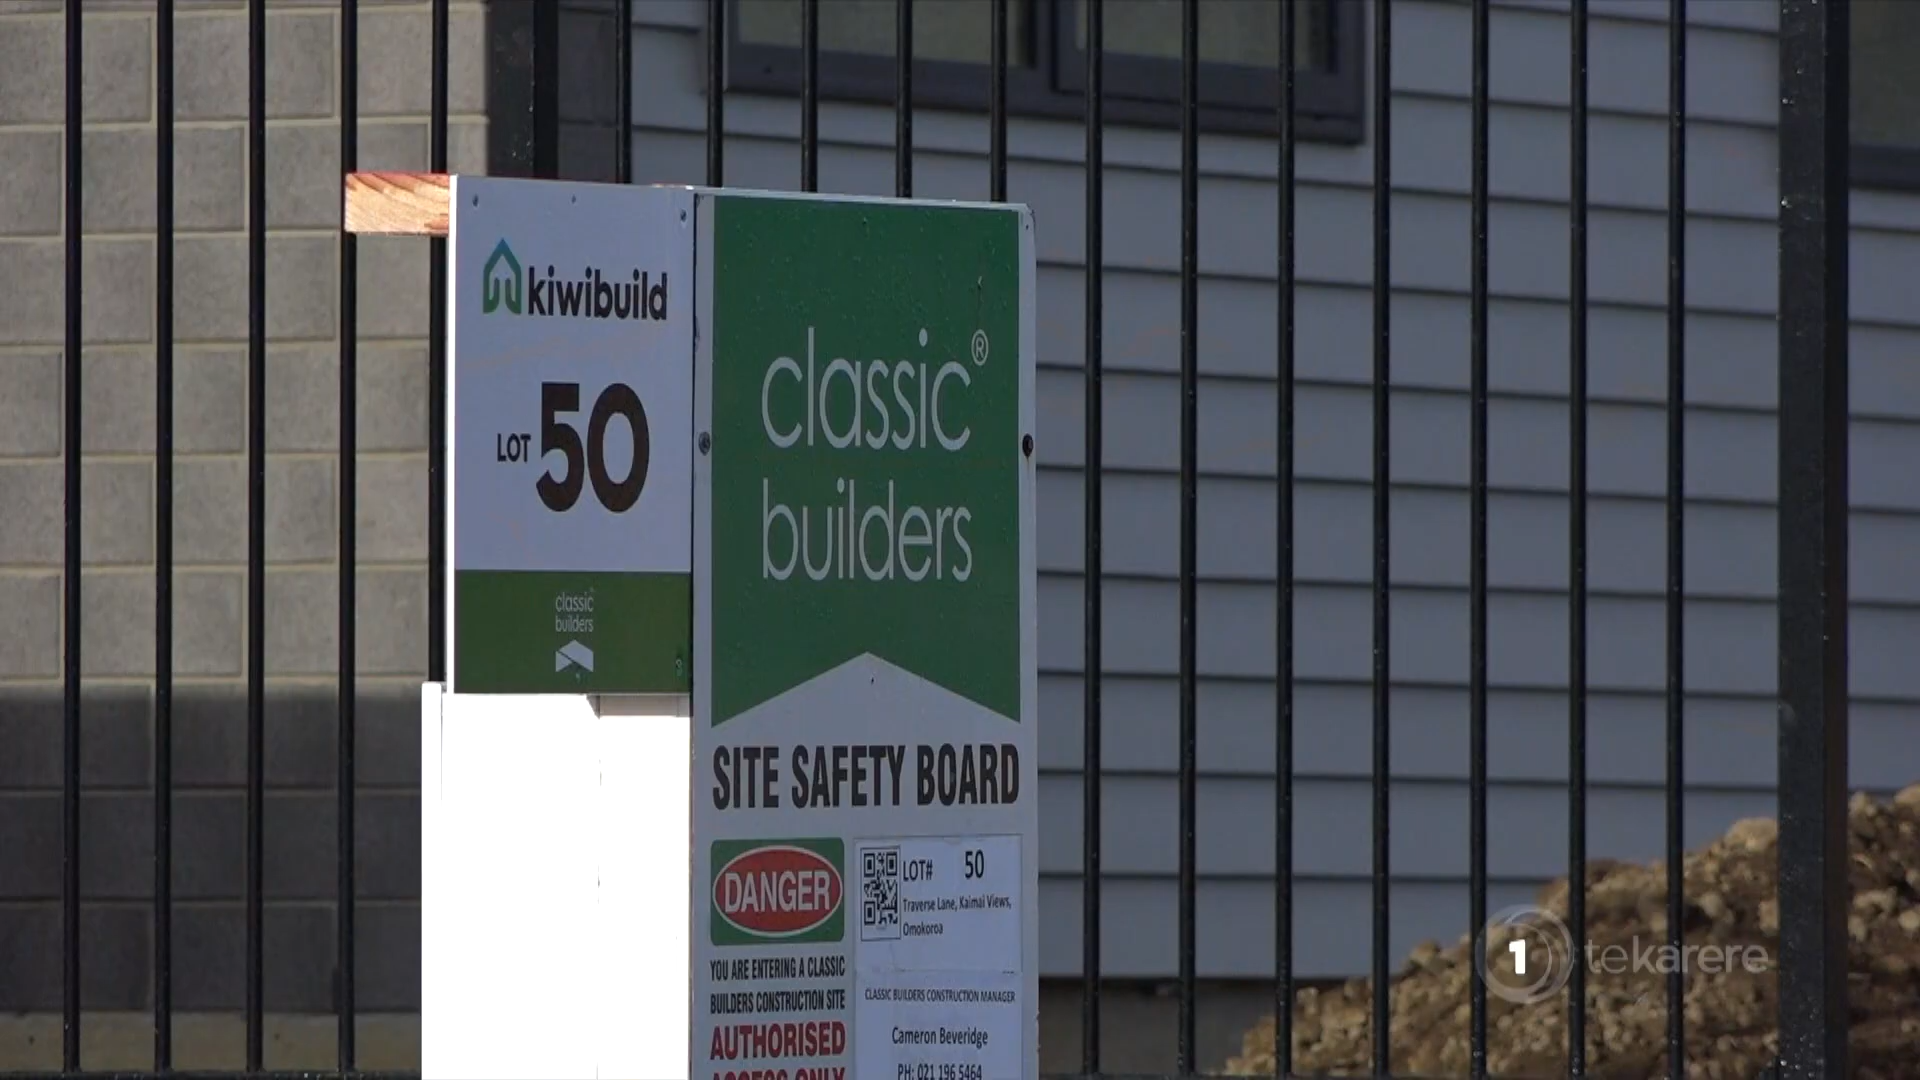 kiwibuild
LOT 50
classic
builders
classic®
builders
SITE SAFETY BOARD
DANGER
YOU ARE ENTERING A CLASSIC
BUILDERS CONSTRUCTION SITE
AUTHORISED
ACCESS ONLY
LOT# 50
Traverse Lane, Kaimai Views,
Omokoroa
CLASSIC BUILDERS CONSTRUCTION MANAGER
Cameron Beveridge
PH: 021 196 5464
1 tekarere